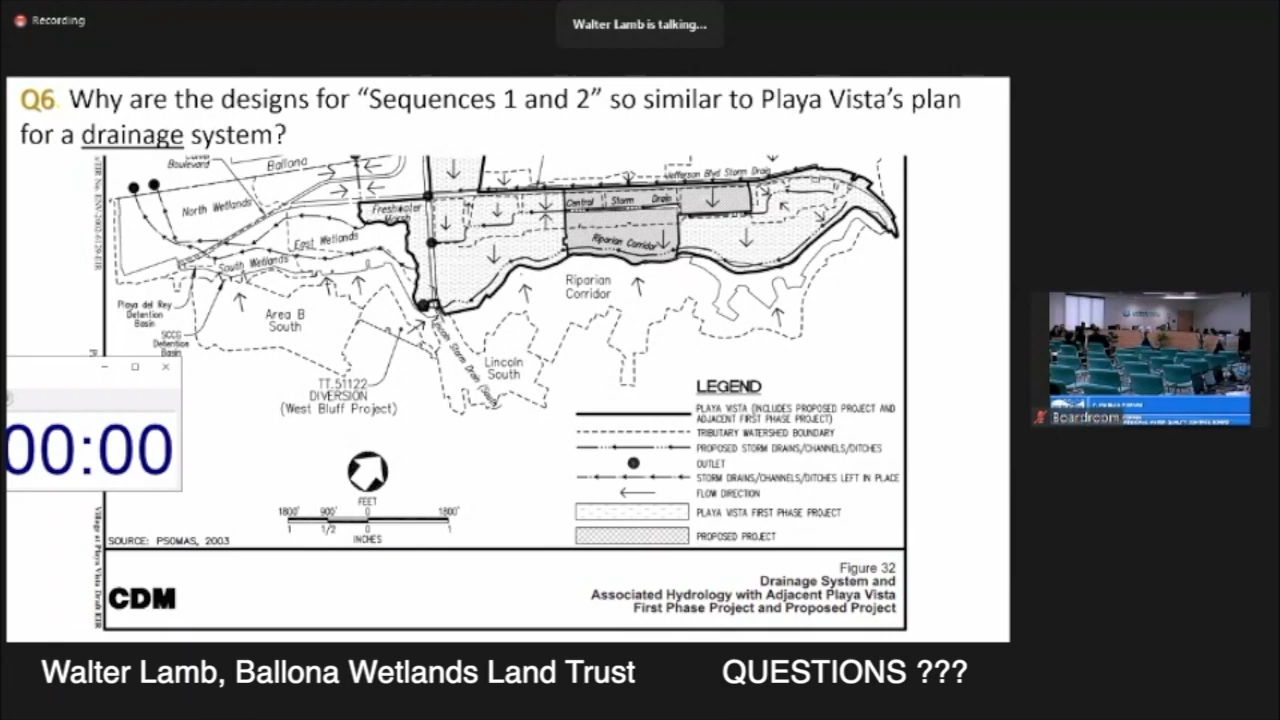 Recording
Walter Lamb is talking...
Q6. Why are the designs for “Sequences 1 and 2” so similar to Playa Vista’s plan
for a drainage system?
Boulevard
Ballona
Jefferson Blvd Storm Drain
North Wetlands
Freshwater
Marsh
Central Storm Drain
East Wetlands
Riparian Corridor
South Wetlands
Riparian
Corridor
Playa del Rey
Detention
Basin
Area B
South
SCCG
Detention
Basin
Lincoln
South
TT.51122
DIVERSION
(West Bluff Project)
00:00
LEGEND
PLAYA VISTA (INCLUDES PROPOSED PROJECT AND
ADJACENT FIRST PHASE PROJECT)
TRIBUTARY WATERSHED BOUNDARY
PROPOSED STORM DRAINS/CHANNELS/DITCHES
OUTLET
STORM DRAINS/CHANNELS/DITCHES LEFT IN PLACE
FLOW DIRECTION
PLAYA VISTA FIRST PHASE PROJECT
PROPOSED PROJECT
FEET
1800' 900' 0 1800'
1 1/2 0 1
INCHES
SOURCE: PSOMAS, 2003
Village at Playa Vista Draft EIR
CDM
Figure 32
Drainage System and
Associated Hydrology with Adjacent Playa Vista
First Phase Project and Proposed Project
Boardroom
Walter Lamb, Ballona Wetlands Land Trust
QUESTIONS ???